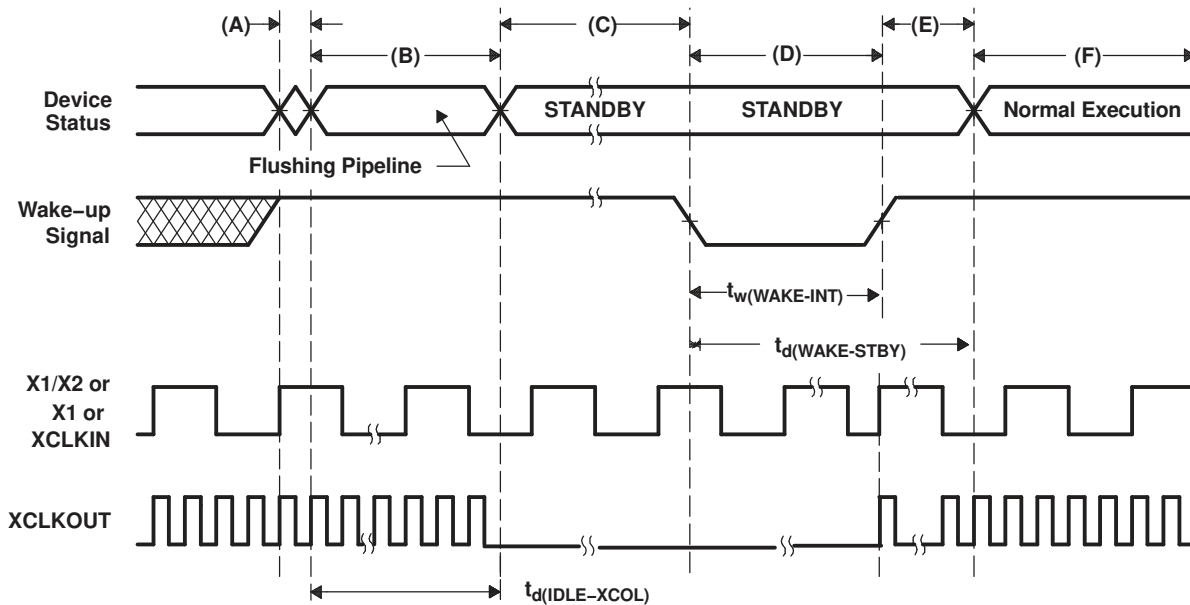 (A)
(B)
(C)
(D)
(E)
(F)
Device
Status
STANDBY
STANDBY
Normal Execution
Flushing Pipeline
Wake−up
Signal
tw(WAKE-INT)
td(WAKE-STBY)
X1/X2 or
X1 or
XCLKIN
XCLKOUT
td(IDLE−XCOL)